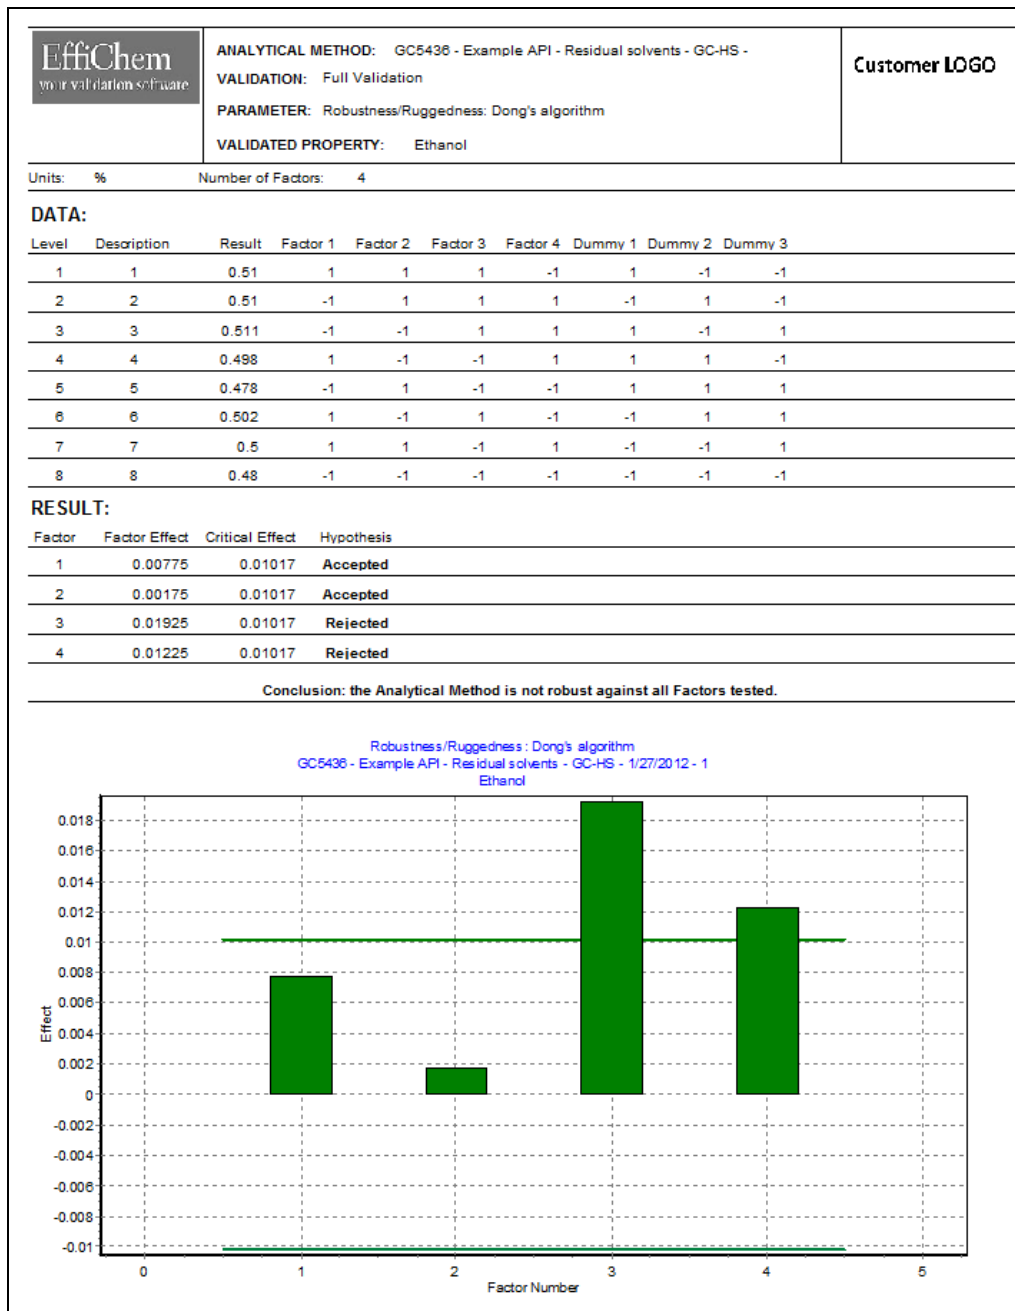 EffiChem
your validation software
ANALYTICAL METHOD: GC5436 - Example API - Residual solvents - GC-HS -
VALIDATION: Full Validation
PARAMETER: Robustness/Ruggedness: Dong's algorithm
VALIDATED PROPERTY: Ethanol
Customer LOGO
Units: % Number of Factors: 4
DATA:
Level Description Result Factor 1 Factor 2 Factor 3 Factor 4 Dummy 1 Dummy 2 Dummy 3
1 1 0.51 1 1 1 -1 1 -1 -1
2 2 0.51 -1 1 1 1 -1 1 -1
3 3 0.511 -1 -1 1 1 1 -1 1
4 4 0.498 1 -1 -1 1 1 1 -1
5 5 0.478 -1 1 -1 -1 1 1 1
6 6 0.502 1 -1 1 -1 -1 1 1
7 7 0.5 1 1 -1 1 -1 -1 1
8 8 0.48 -1 -1 -1 -1 -1 -1 -1
RESULT:
Factor Factor Effect Critical Effect Hypothesis
1 0.00775 0.01017 Accepted
2 0.00175 0.01017 Accepted
3 0.01925 0.01017 Rejected
4 0.01225 0.01017 Rejected
Conclusion: the Analytical Method is not robust against all Factors tested.
Robustness/Ruggedness : Dong's algorithm
GC5436 - Example API - Residual solvents - GC-HS - 1/27/2012 - 1
Ethanol
0.018
0.016
0.014
0.012
0.01
0.008
0.006
0.004
0.002
0
-0.002
-0.004
-0.006
-0.008
-0.01
Effect
0 1 2 3 4 5
Factor Number